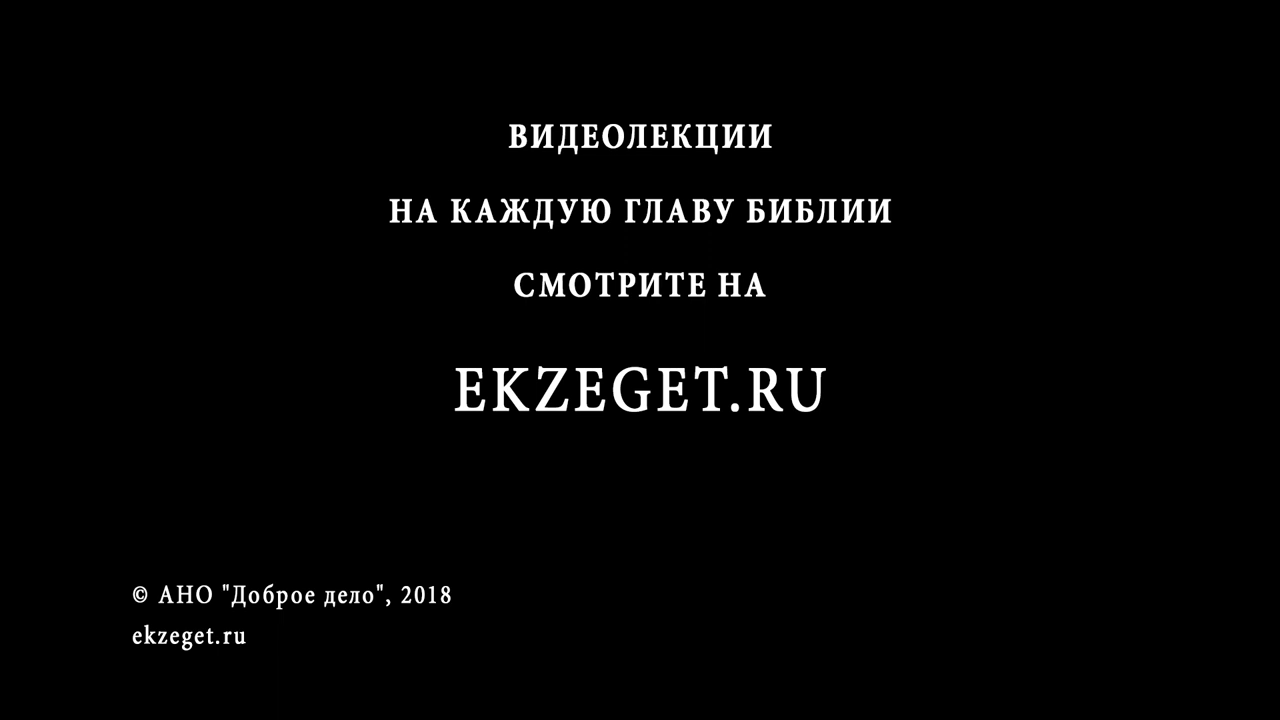 ВИДЕОЛЕКЦИИ
НА КАЖДУЮ ГЛАВУ БИБЛИИ
СМОТРИТЕ НА
EKZEGET.RU
© АНО "Доброе дело", 2018
ekzeget.ru